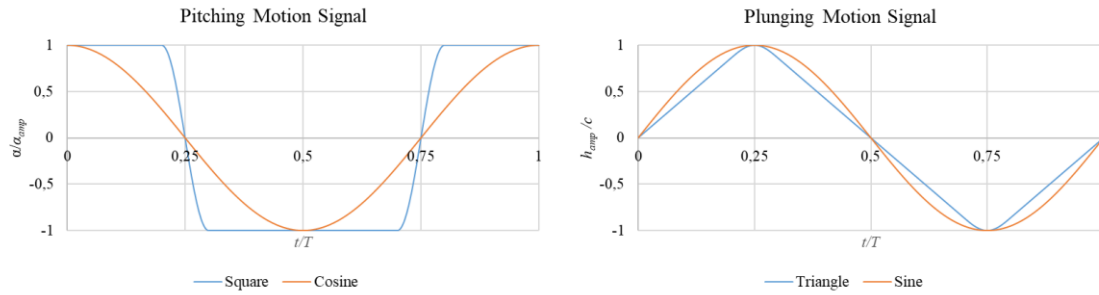 Pitching Motion Signal
1
0,5
0
-0,5
-1
α/α_amp
0
0,25
0,5
0,75
1
t/T
Square
Cosine
Plunging Motion Signal
1
0,5
0
-0,5
-1
h_amp /c
0
0,25
0,5
0,75
t/T
Triangle
Sine